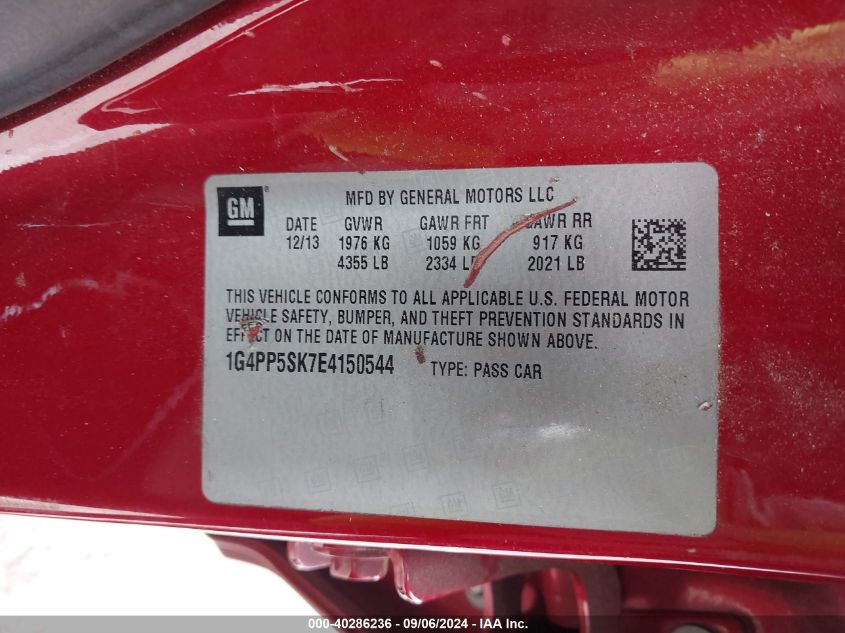 GM
MFD BY GENERAL MOTORS LLC
DATE GVWR GAWR FRT GAWR RR
12/13 1976 KG 1059 KG 917 KG
4355 LB 2334 LB 2021 LB
THIS VEHICLE CONFORMS TO ALL APPLICABLE U.S. FEDERAL MOTOR
VEHICLE SAFETY, BUMPER, AND THEFT PREVENTION STANDARDS IN
EFFECT ON THE DATE OF MANUFACTURE SHOWN ABOVE.
1G4PP5SK7E4150544 TYPE: PASS CAR
000-40286236 - 09/06/2024 - IAA Inc.